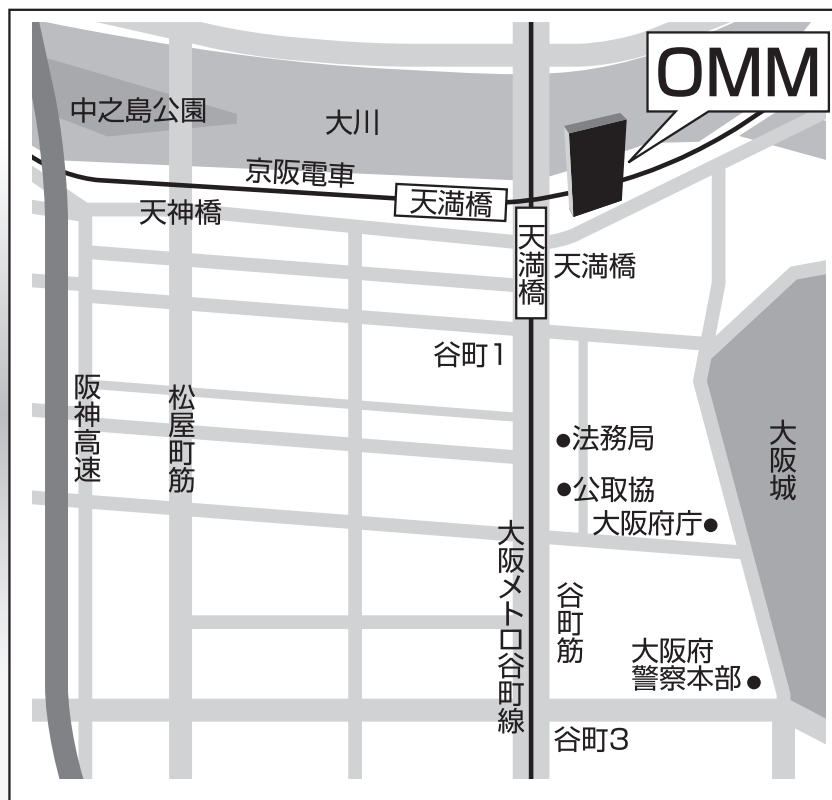 OMM
中之島公園
大川
京阪電車
天満橋
天神橋
天満橋
天満橋
谷町1
阪神高速
松屋町筋
法務局
大阪城
公取協
大阪府庁
大阪メトロ谷町線
谷町筋
大阪府
警察本部
谷町3